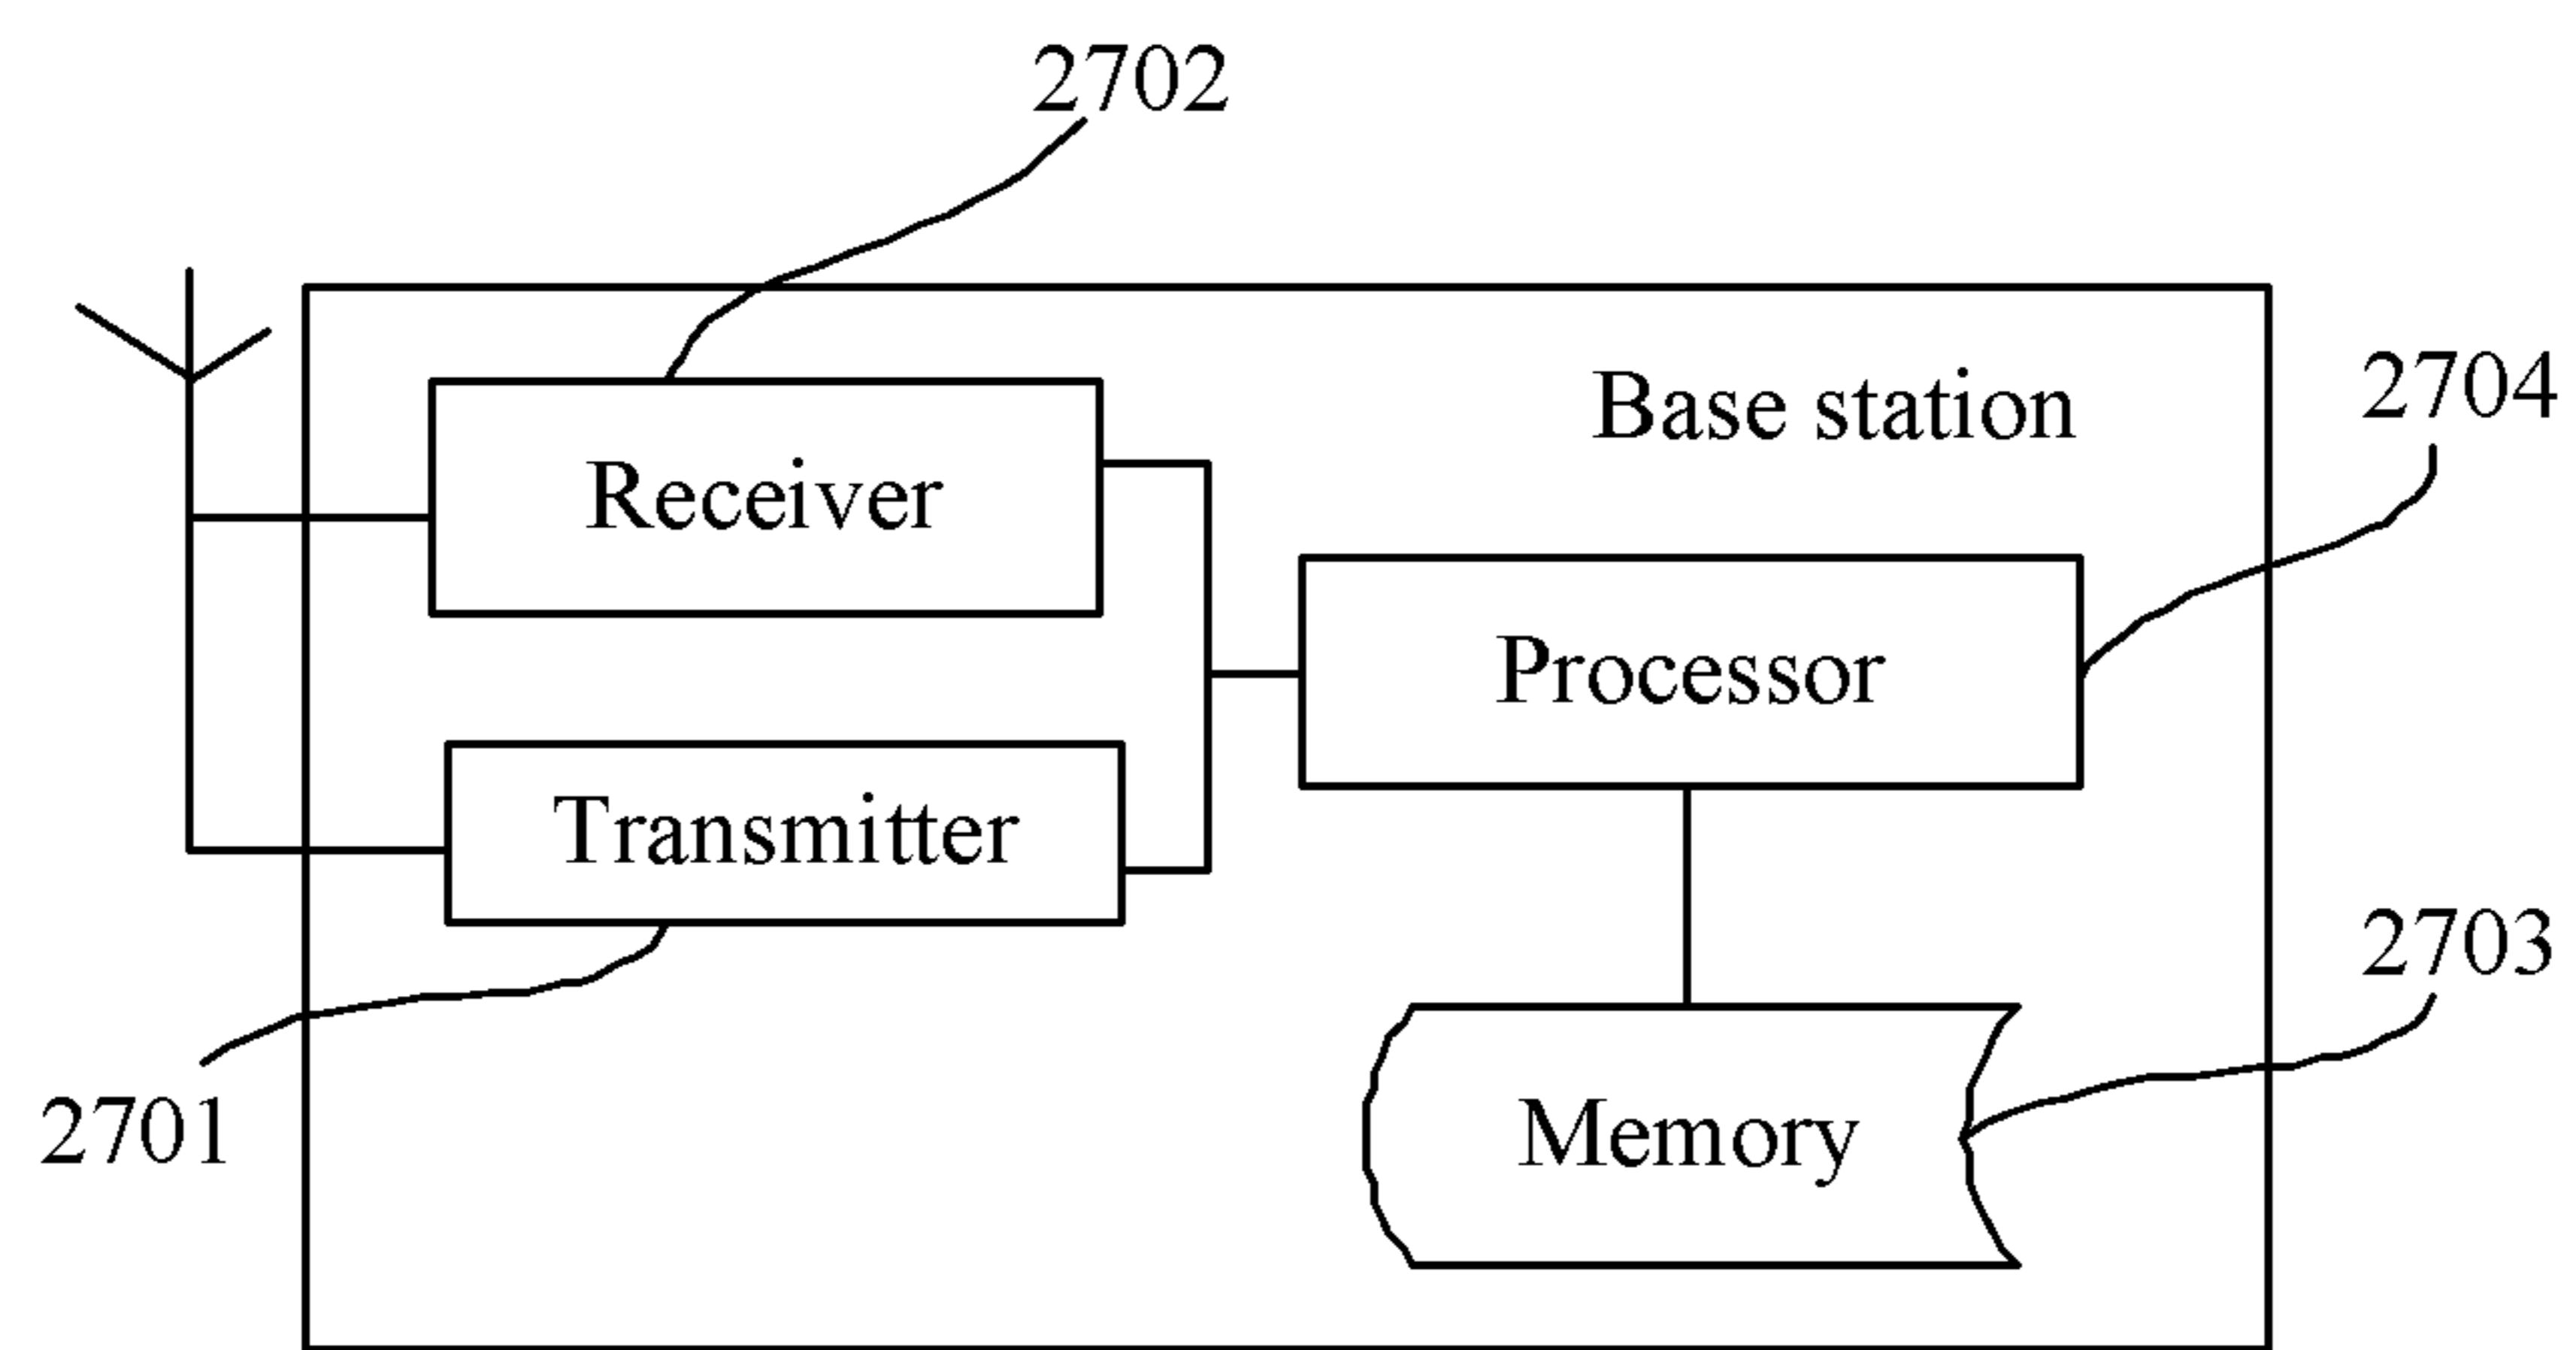 2702
Base station
2704
Receiver
Processor
Transmitter
2703
2701
Memory